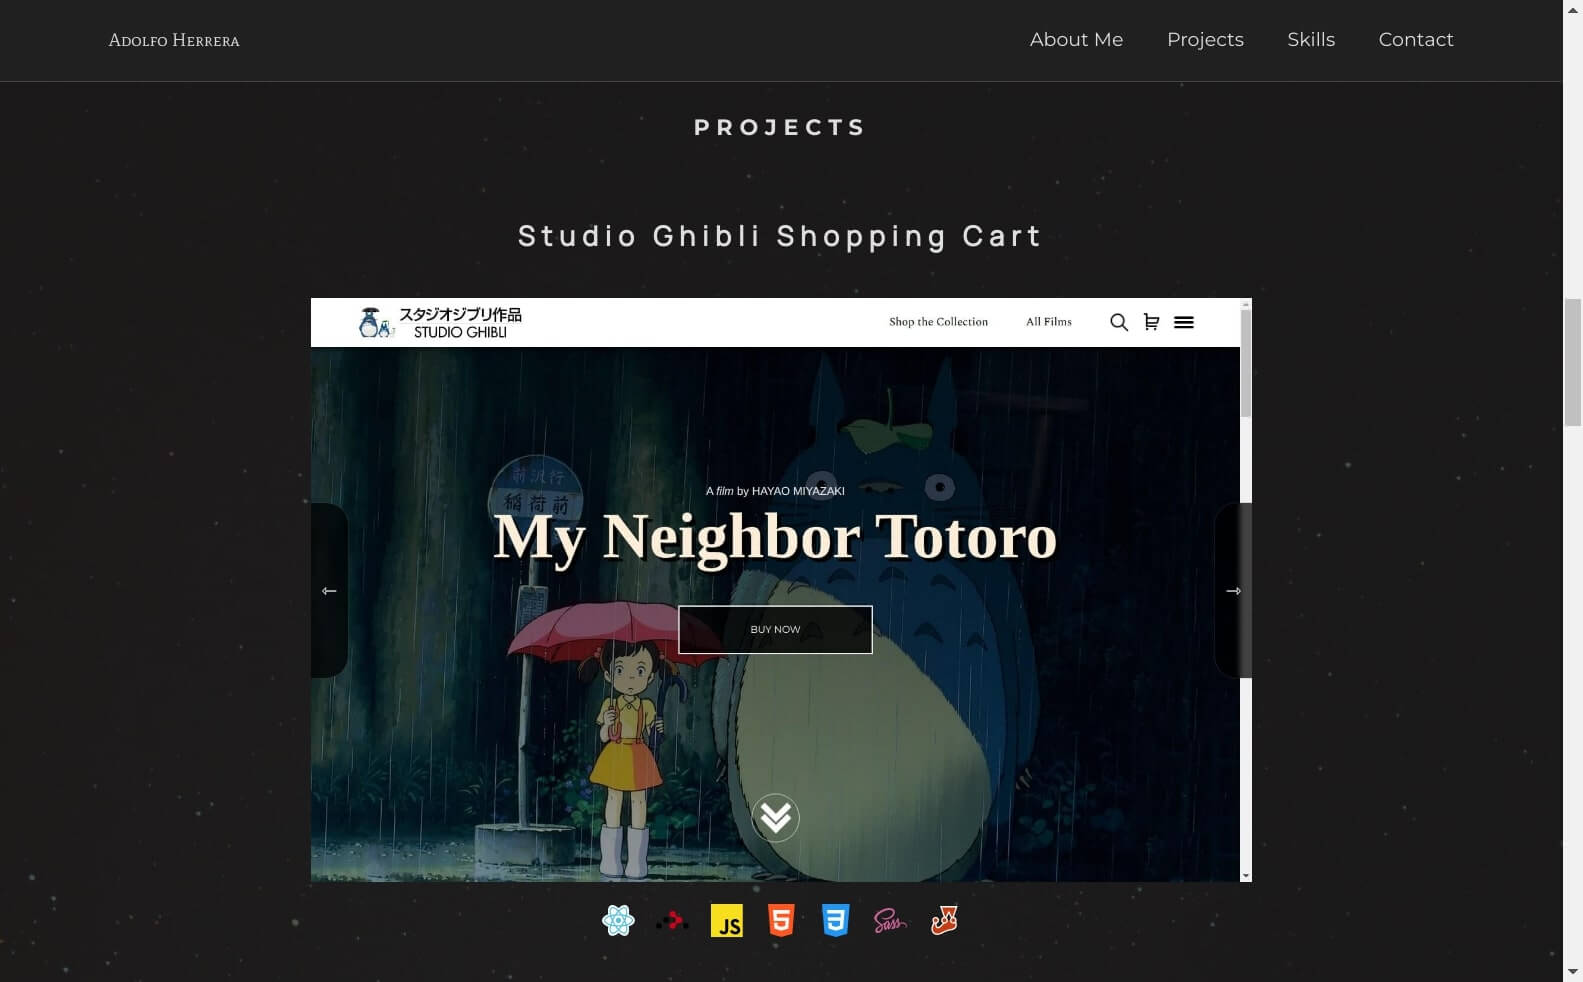 Adolfo Herrera
About Me Projects Skills Contact
PROJECTS
Studio Ghibli Shopping Cart
スタジオジブリ作品
STUDIO GHIBLI
Shop the Collection All Films
前沢行
稲荷前
A film by HAYAO MIYAZAKI
My Neighbor Totoro
BUY NOW
JS
5
3
Sass